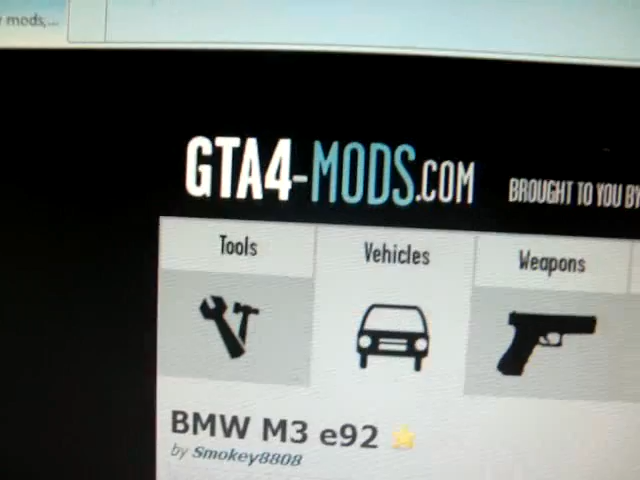 mods,...
GTA4-MODS.COM
BROUGHT TO YOU BY
Tools
Vehicles
Weapons
BMW M3 e92
by Smokey8808